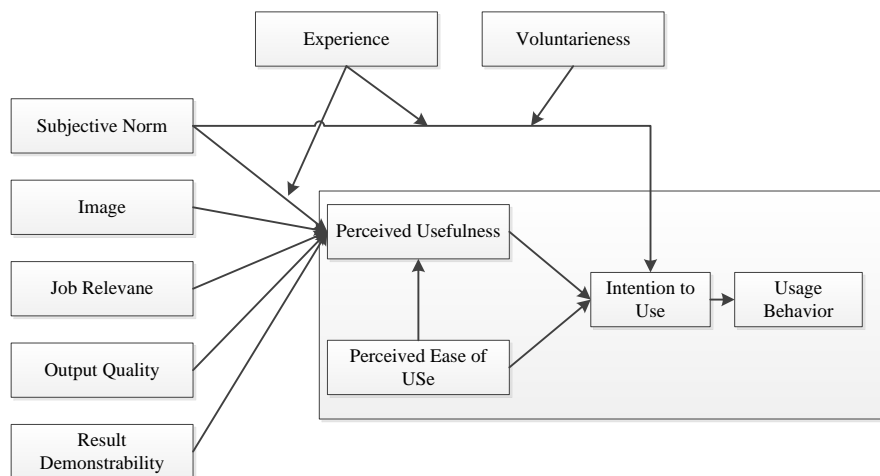 Experience
Voluntarieness
Subjective Norm
Image
Perceived Usefulness
Job Relevane
Intention to
Use
Usage
Behavior
Perceived Ease of
USe
Output Quality
Result
Demonstrability